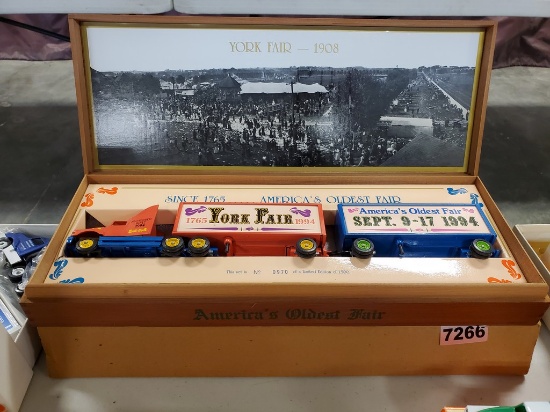 YORK FAIR — 1908
SINCE 1765 AMERICA'S OLDEST FAIR
1765 YORK FAIR 1994
America's Oldest Fair
SEPT. 9-17 1994
America's Oldest Fair
7266